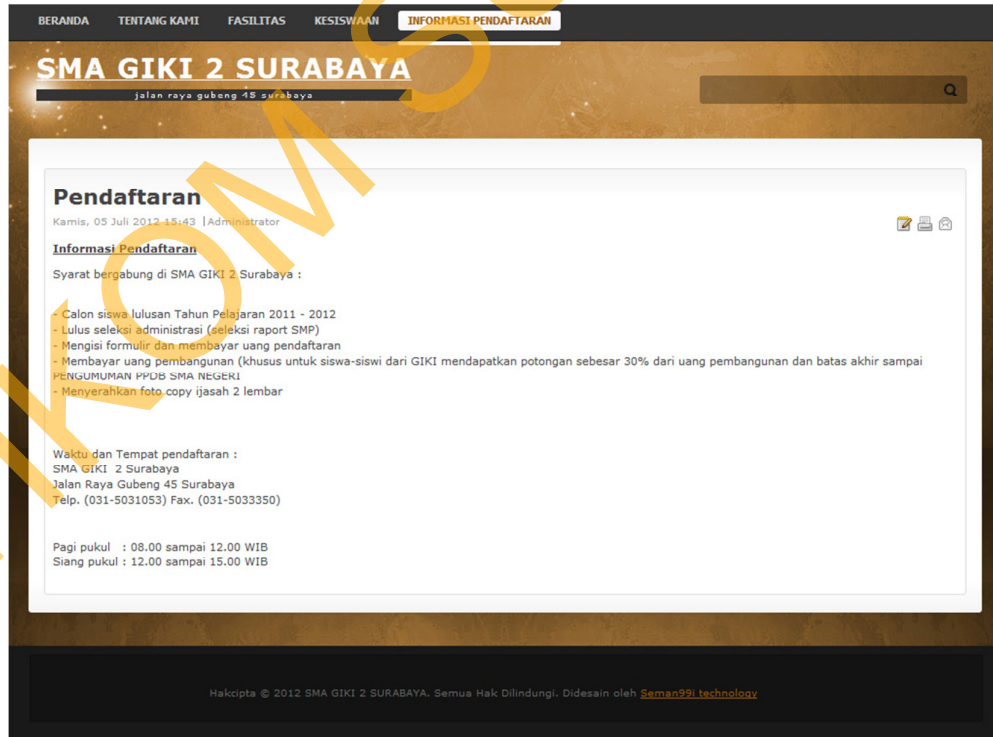 BERANDA TENTANG KAMI FASILITAS KESISWAAN INFORMASI PENDAFTARAN
SMA GIKI 2 SURABAYA
jalan raya gubeng 45 surabaya
Pendaftaran
Kamis, 05 Juli 2012 15:43 |Administrator
Informasi Pendaftaran
Syarat bergabung di SMA GIKI 2 Surabaya :
- Calon siswa lulusan Tahun Pelajaran 2011 - 2012
- Lulus seleksi administrasi (seleksi raport SMP)
- Mengisi formulir dan membayar uang pendaftaran
- Membayar uang pembangunan (khusus untuk siswa-siswi dari GIKI mendapatkan potongan sebesar 30% dari uang pembangunan dan batas akhir sampai
PENGUMUMAN PPDB SMA NEGERI
- Menyerahkan foto copy ijasah 2 lembar
Waktu dan Tempat pendaftaran :
SMA GIKI 2 Surabaya
Jalan Raya Gubeng 45 Surabaya
Telp. (031-5031053) Fax. (031-5033350)
Pagi pukul : 08.00 sampai 12.00 WIB
Siang pukul : 12.00 sampai 15.00 WIB
Hakcipta © 2012 SMA GIKI 2 SURABAYA. Semua Hak Dilindungi. Didesain oleh Seman99i technology